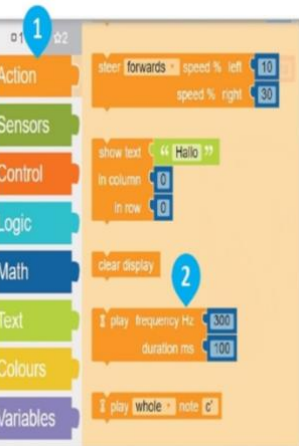 1
☆2
Action
Sensors
Control
Logic
Math
Text
Colours
Variables
steer forwards speed % left 10
speed % right 30
show text “ Hallo ”
in column 0
in row 0
clear display
2
play frequency Hz 300
duration ms 100
play whole note c'